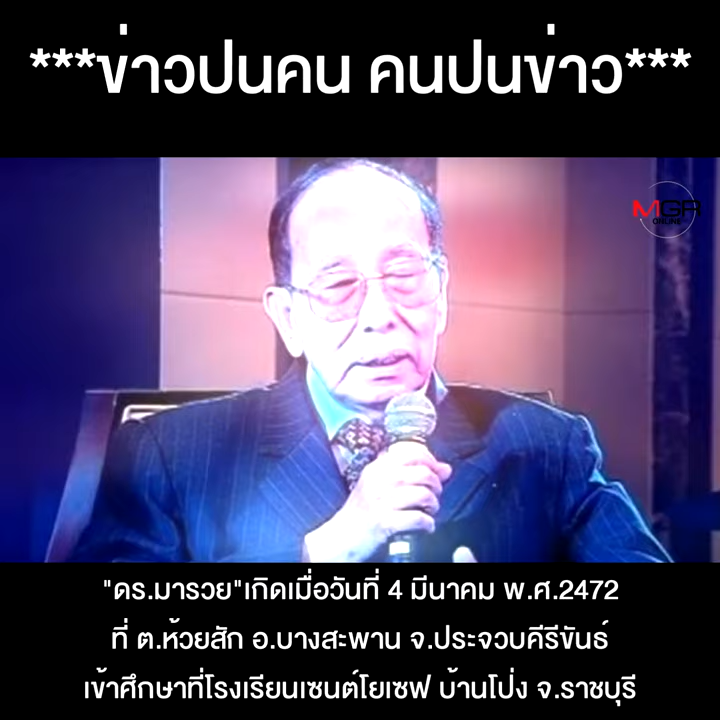 ***ข่าวปนคน คนปนข่าว***
MGR
ONLINE
"ดร.มารวย"เกิดเมื่อวันที่ 4 มีนาคม พ.ศ.2472
ที่ ต.ห้วยสัก อ.บางสะพาน จ.ประจวบคีรีขันธ์
เข้าศึกษาที่โรงเรียนเซนต์โยเซฟ บ้านโป่ง จ.ราชบุรี